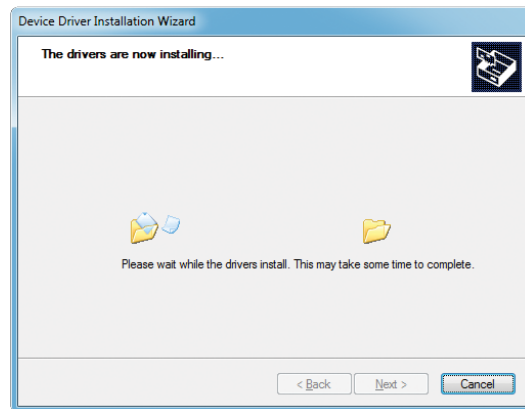 Device Driver Installation Wizard
The drivers are now installing...
Please wait while the drivers install. This may take some time to complete.
< Back
Next >
Cancel